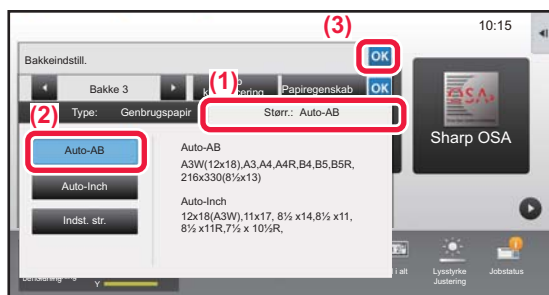 (3)
10:15
Bakkeindstill.
OK
Bakke 3
(1)
Papiregenskab
OK
(2)
Type: Genbrugspapir
Størr.: Auto-AB
Auto-AB
Auto-Inch
Indst. str.
Auto-AB
A3W(12x18),A3,A4,A4R,B4,B5,B5R,
216x330(8½x13)
Auto-Inch
12x18(A3W),11x17, 8½ x14,8½ x11,
8½ x11R,7½ x 10½R,
OSA
Sharp OSA
i alt
Lysstyrke
Justering
Jobstatus
Y